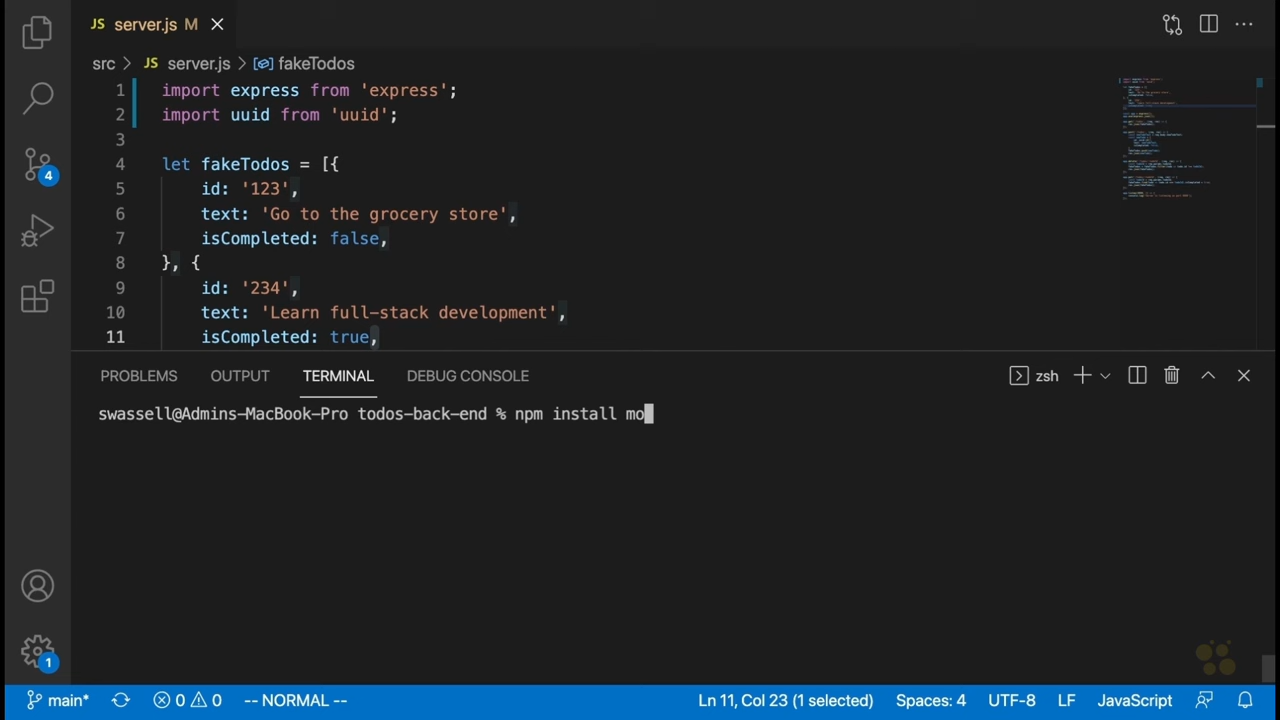 JS server.js M
src > JS server.js > fakeTodos
1 import express from 'express';
2 import uuid from 'uuid';
3
4 let fakeTodos = [{
5 id: '123',
6 text: 'Go to the grocery store',
7 isCompleted: false,
8 }, {
9 id: '234',
10 text: 'Learn full-stack development',
11 isCompleted: true,
4
1
PROBLEMS OUTPUT TERMINAL DEBUG CONSOLE zsh
swassell@Admins-MacBook-Pro todos-back-end % npm install mo
main* 0 0 -- NORMAL -- Ln 11, Col 23 (1 selected) Spaces: 4 UTF-8 LF JavaScript